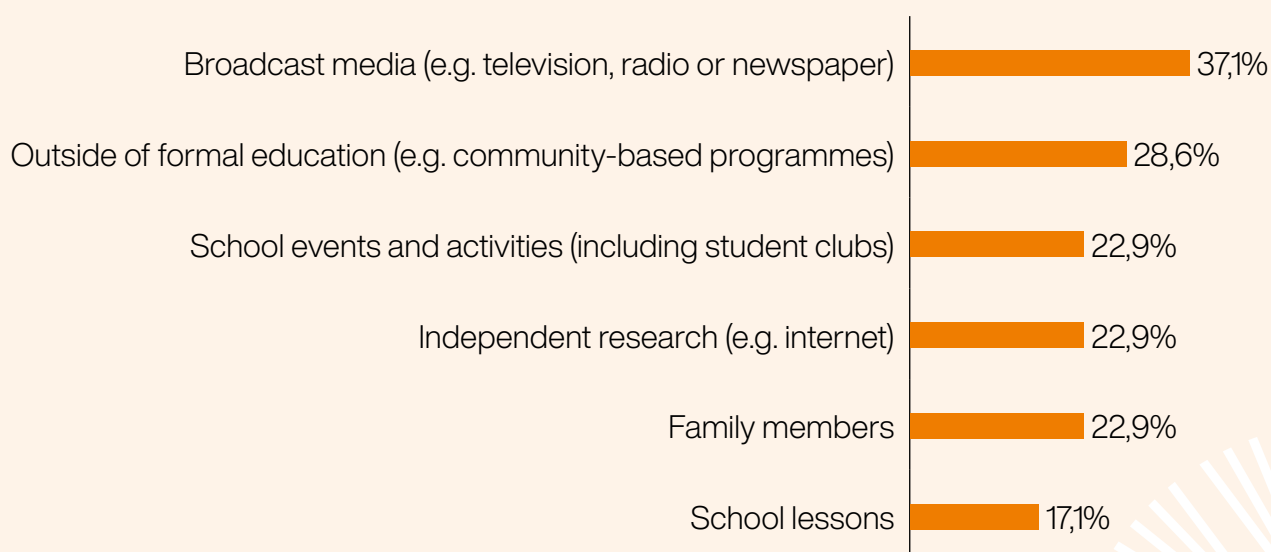 Broadcast media (e.g. television, radio or newspaper) 37,1%
Outside of formal education (e.g. community-based programmes) 28,6%
School events and activities (including student clubs) 22,9%
Independent research (e.g. internet) 22,9%
Family members 22,9%
School lessons 17,1%